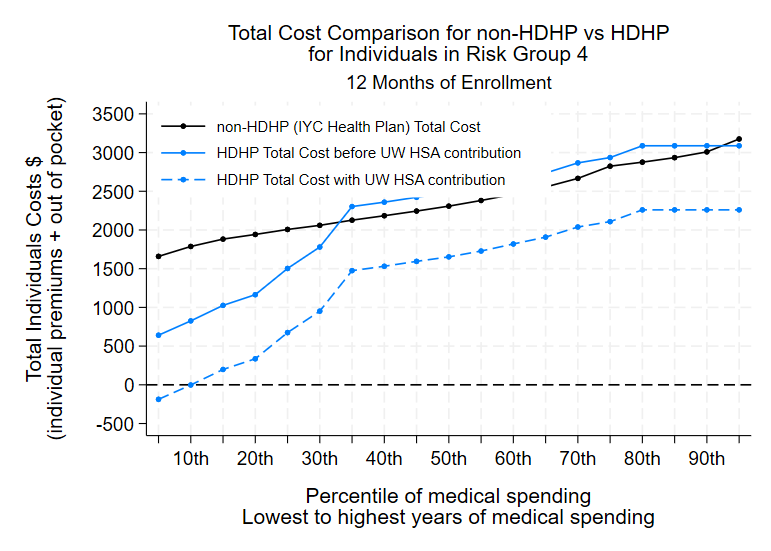 Total Cost Comparison for non-HDHP vs HDHP
for Individuals in Risk Group 4
12 Months of Enrollment
Total Individuals Costs $
(individual premiums + out of pocket)
3500
3000
2500
2000
1500
1000
500
0
-500
non-HDHP (IYC Health Plan) Total Cost
HDHP Total Cost before UW HSA contribution
HDHP Total Cost with UW HSA contribution
10th 20th 30th 40th 50th 60th 70th 80th 90th
Percentile of medical spending
Lowest to highest years of medical spending